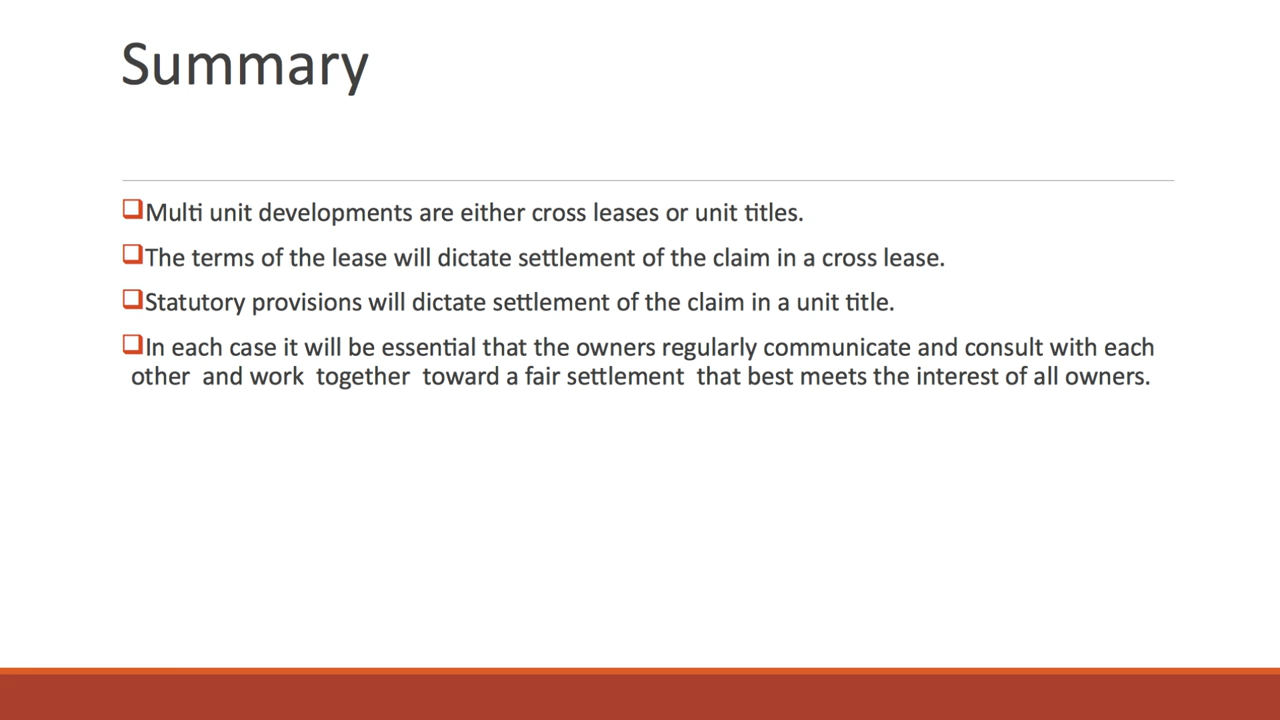 Summary
❑Multi unit developments are either cross leases or unit titles.
❑The terms of the lease will dictate settlement of the claim in a cross lease.
❑Statutory provisions will dictate settlement of the claim in a unit title.
❑In each case it will be essential that the owners regularly communicate and consult with each
other and work together toward a fair settlement that best meets the interest of all owners.